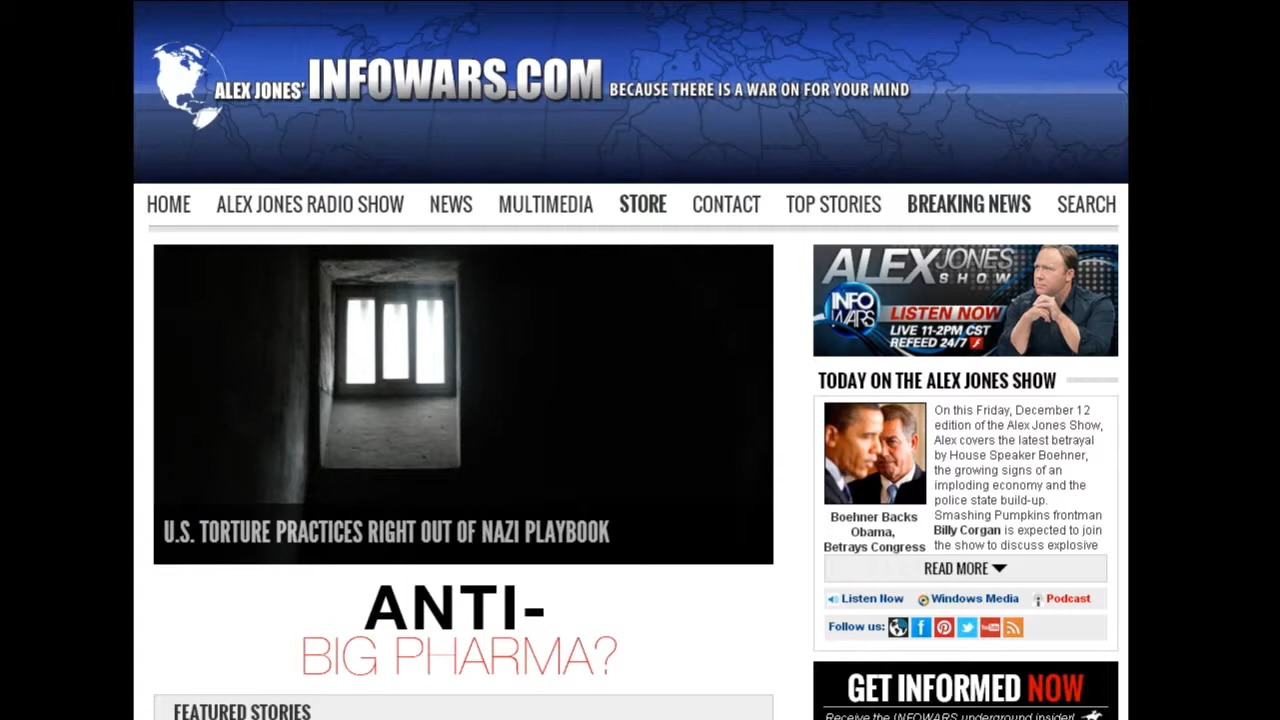 ALEX JONES' INFOWARS.COM BECAUSE THERE IS A WAR ON FOR YOUR MIND
HOME ALEX JONES RADIO SHOW NEWS MULTIMEDIA STORE CONTACT TOP STORIES BREAKING NEWS SEARCH
U.S. TORTURE PRACTICES RIGHT OUT OF NAZI PLAYBOOK
ANTI-
BIG PHARMA?
FEATURED STORIES
ALEX JONES
SHOW
INFO
WARS
LISTEN NOW
LIVE 11-2PM CST
REFEED 24/7
TODAY ON THE ALEX JONES SHOW
Boehner Backs
Obama,
Betrays Congress
On this Friday, December 12
edition of the Alex Jones Show,
Alex covers the latest betrayal
by House Speaker Boehner,
the growing signs of an
imploding economy and the
police state build-up.
Smashing Pumpkins frontman
Billy Corgan is expected to join
the show to discuss explosive
READ MORE
Listen Now Windows Media Podcast
Follow us:
GET INFORMED NOW
Receive the INFOWARS underground insider!